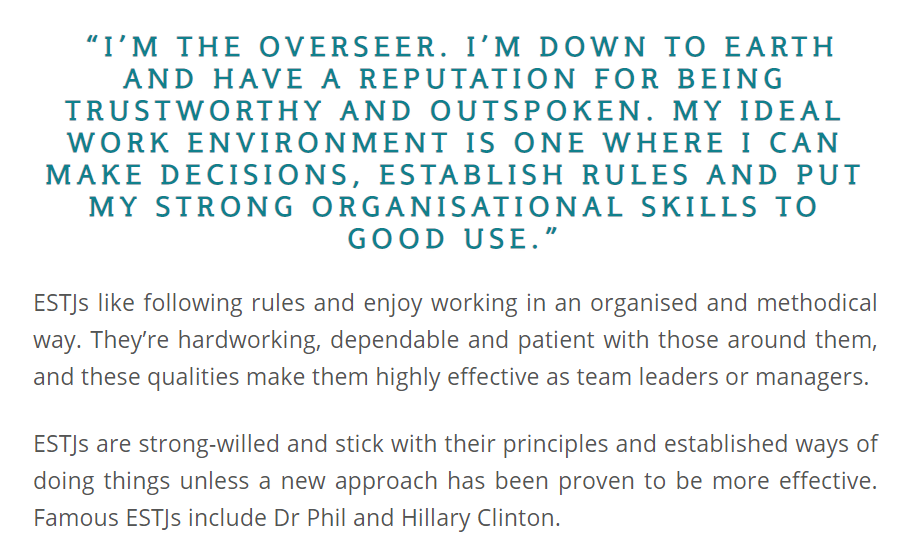 “I’M THE OVERSEER. I’M DOWN TO EARTH
AND HAVE A REPUTATION FOR BEING
TRUSTWORTHY AND OUTSPOKEN. MY IDEAL
WORK ENVIRONMENT IS ONE WHERE I CAN
MAKE DECISIONS, ESTABLISH RULES AND PUT
MY STRONG ORGANISATIONAL SKILLS TO
GOOD USE.”
ESTJs like following rules and enjoy working in an organised and methodical
way. They’re hardworking, dependable and patient with those around them,
and these qualities make them highly effective as team leaders or managers.
ESTJs are strong-willed and stick with their principles and established ways of
doing things unless a new approach has been proven to be more effective.
Famous ESTJs include Dr Phil and Hillary Clinton.